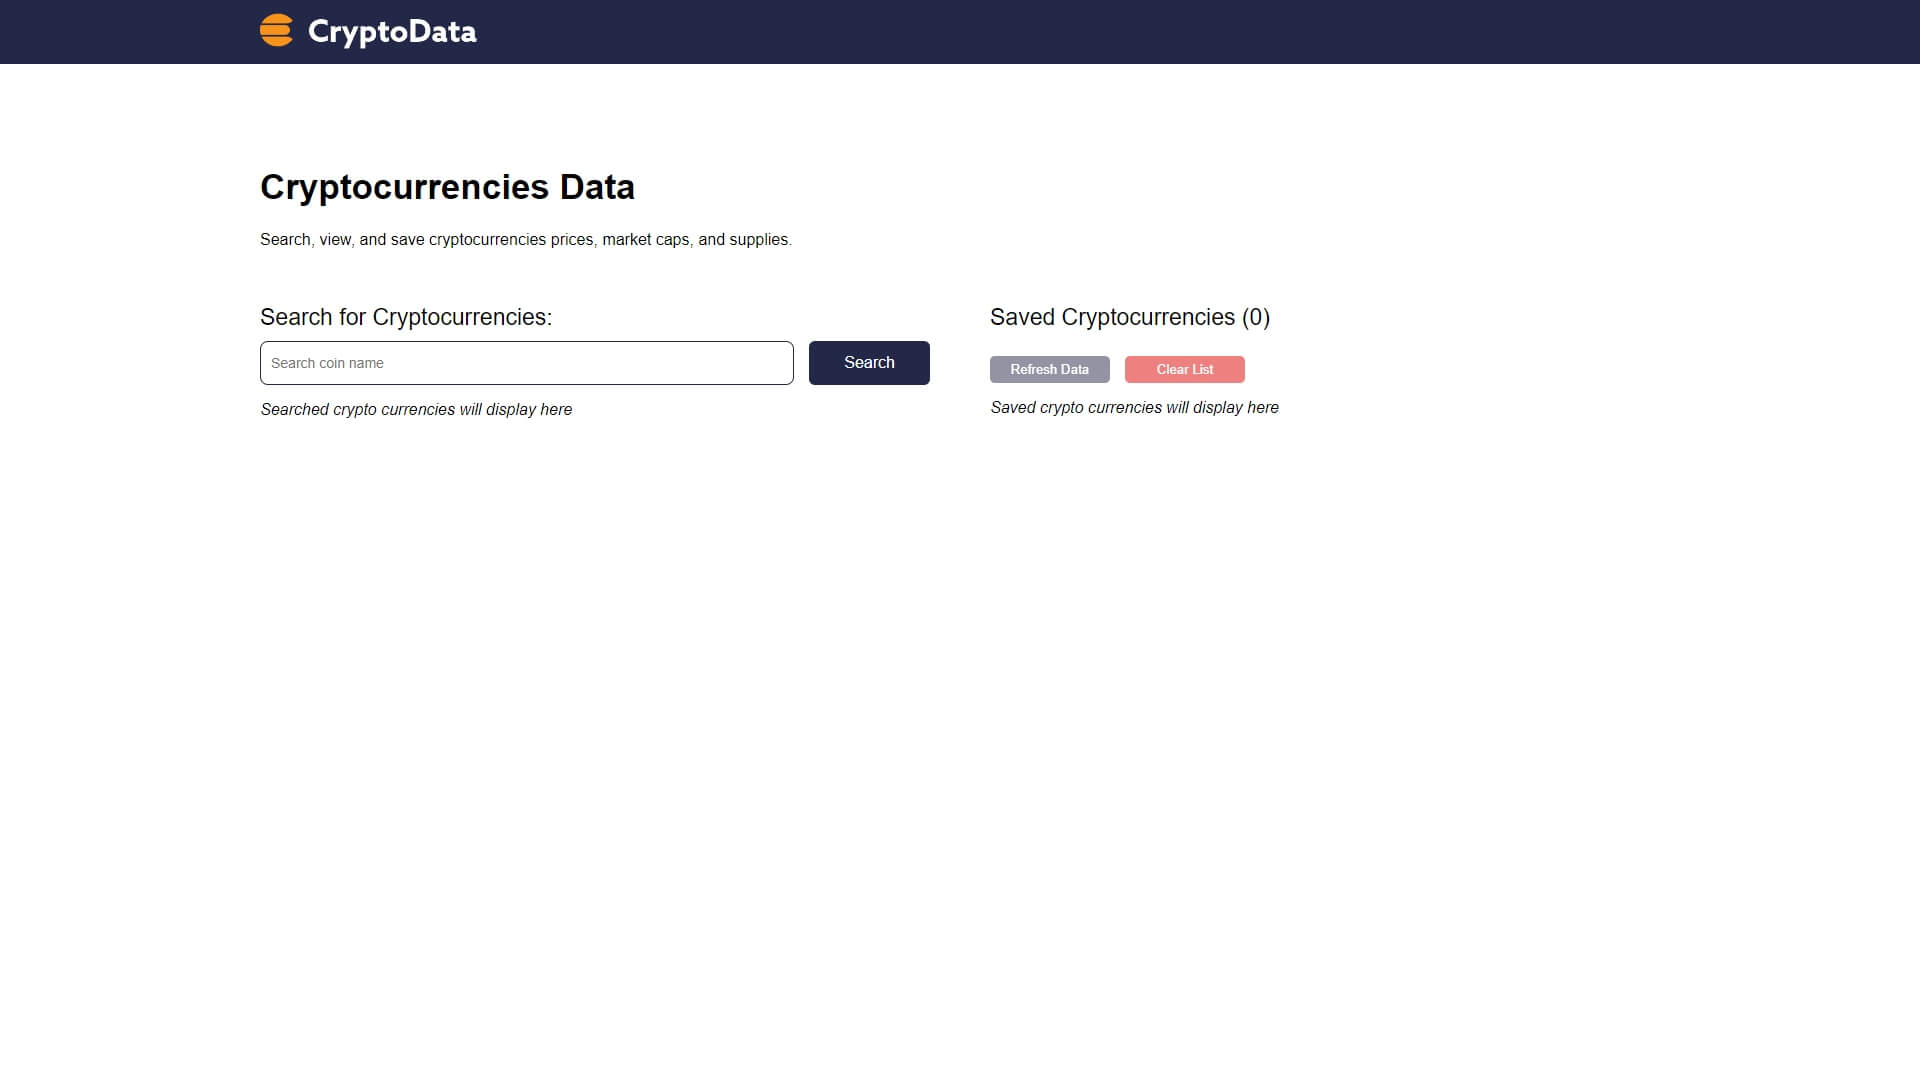 CryptoData
Cryptocurrencies Data
Search, view, and save cryptocurrencies prices, market caps, and supplies.
Search for Cryptocurrencies:
Search coin name
Search
Searched crypto currencies will display here
Saved Cryptocurrencies (0)
Refresh Data
Clear List
Saved crypto currencies will display here